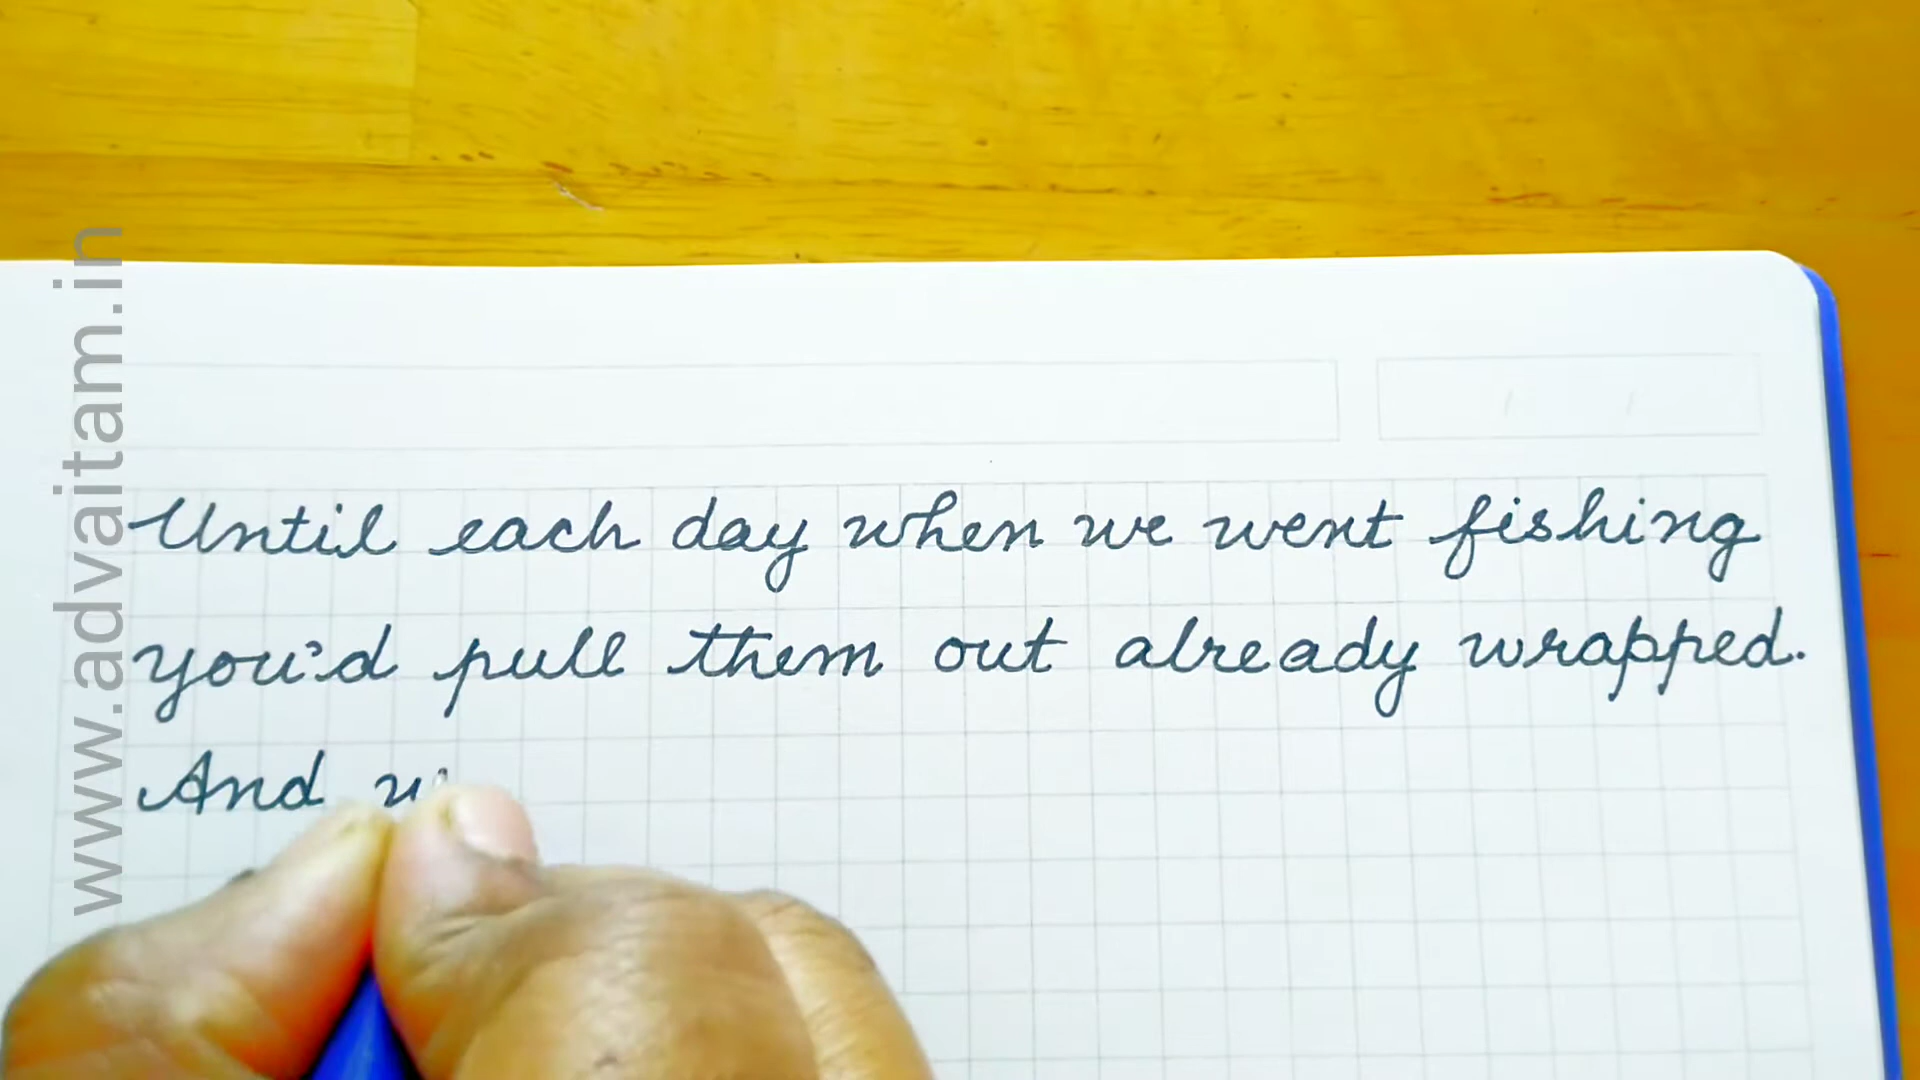 www.advaitam.in
Until each day when we went fishing
you'd pull them out already wrapped.
And